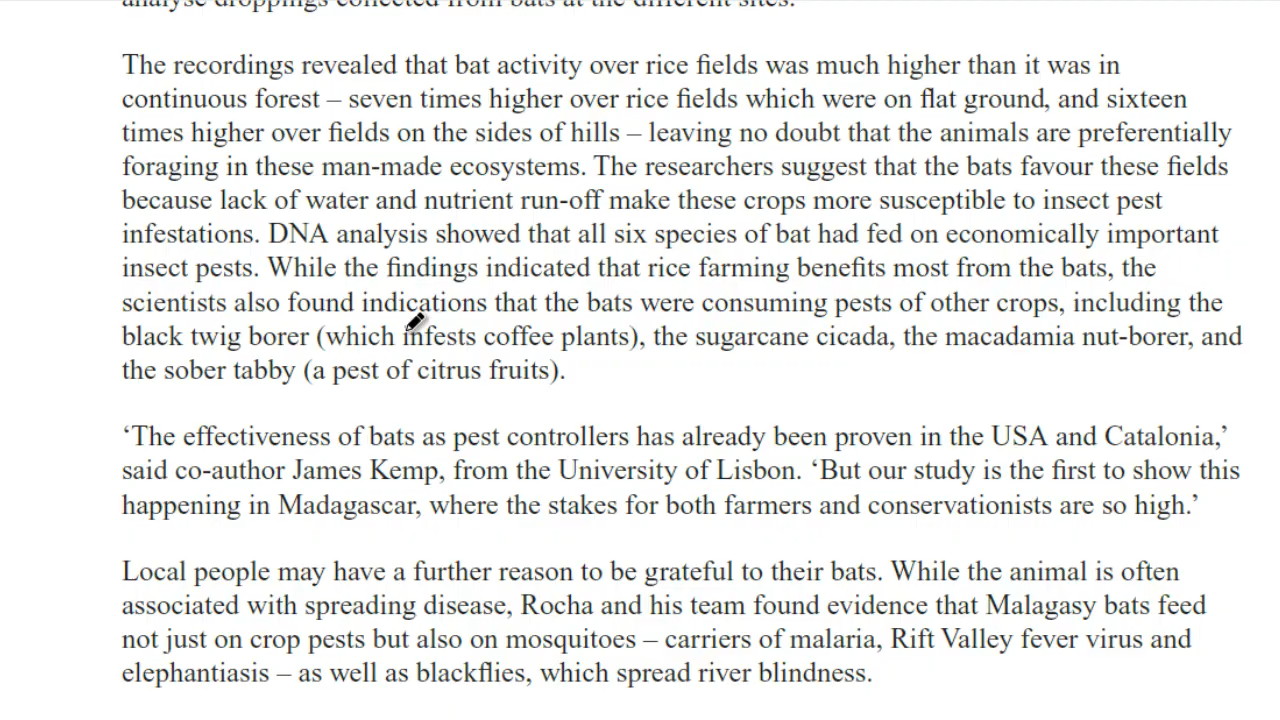 analyse droppings collected from bats at the different sites.
The recordings revealed that bat activity over rice fields was much higher than it was in
continuous forest – seven times higher over rice fields which were on flat ground, and sixteen
times higher over fields on the sides of hills – leaving no doubt that the animals are preferentially
foraging in these man-made ecosystems. The researchers suggest that the bats favour these fields
because lack of water and nutrient run-off make these crops more susceptible to insect pest
infestations. DNA analysis showed that all six species of bat had fed on economically important
insect pests. While the findings indicated that rice farming benefits most from the bats, the
scientists also found indications that the bats were consuming pests of other crops, including the
black twig borer (which infests coffee plants), the sugarcane cicada, the macadamia nut-borer, and
the sober tabby (a pest of citrus fruits).
‘The effectiveness of bats as pest controllers has already been proven in the USA and Catalonia,’
said co-author James Kemp, from the University of Lisbon. ‘But our study is the first to show this
happening in Madagascar, where the stakes for both farmers and conservationists are so high.’
Local people may have a further reason to be grateful to their bats. While the animal is often
associated with spreading disease, Rocha and his team found evidence that Malagasy bats feed
not just on crop pests but also on mosquitoes – carriers of malaria, Rift Valley fever virus and
elephantiasis – as well as blackflies, which spread river blindness.